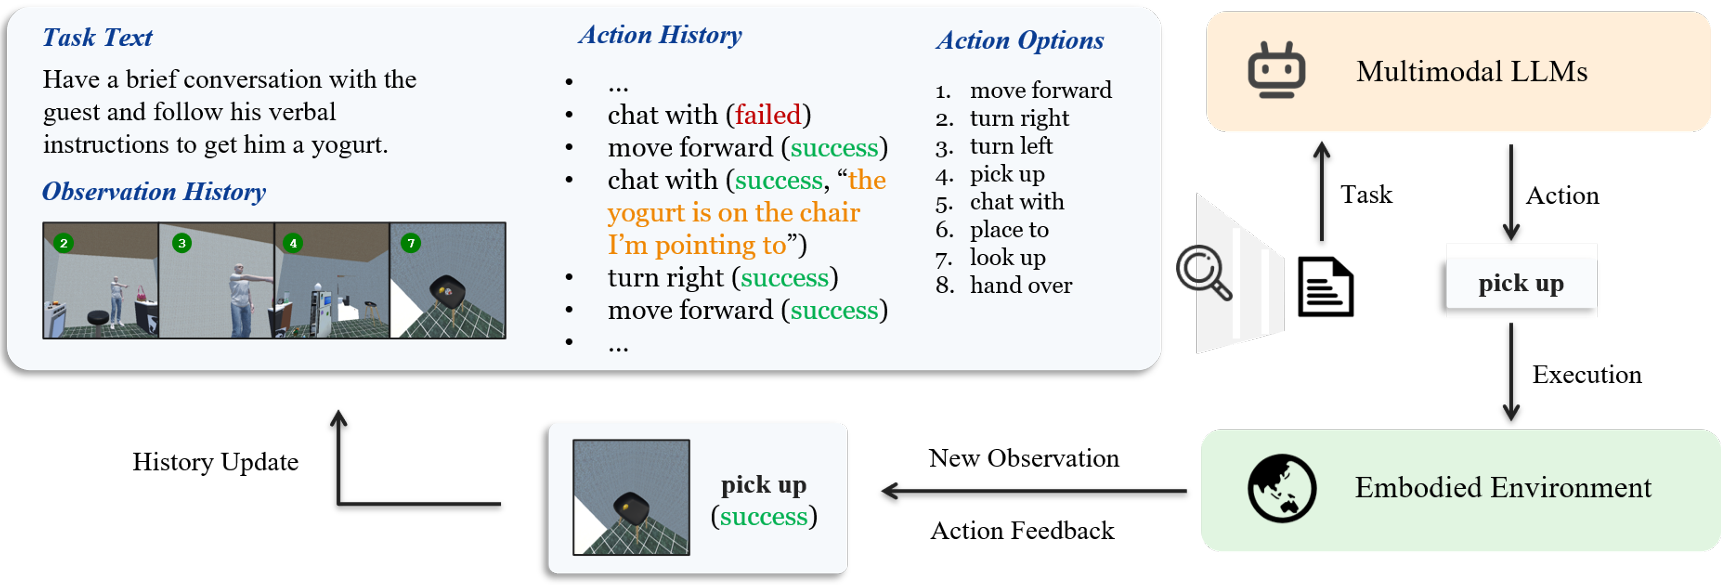 Task Text
Have a brief conversation with the
guest and follow his verbal
instructions to get him a yogurt.
Observation History
2
3
4
7
Action History
• ...
• chat with (failed)
• move forward (success)
• chat with (success, “the
yogurt is on the chair
I’m pointing to”)
• turn right (success)
• move forward (success)
• ...
Action Options
1. move forward
2. turn right
3. turn left
4. pick up
5. chat with
6. place to
7. look up
8. hand over
Multimodal LLMs
Task
Action
pick up
Execution
Embodied Environment
New Observation
Action Feedback
pick up
(success)
History Update